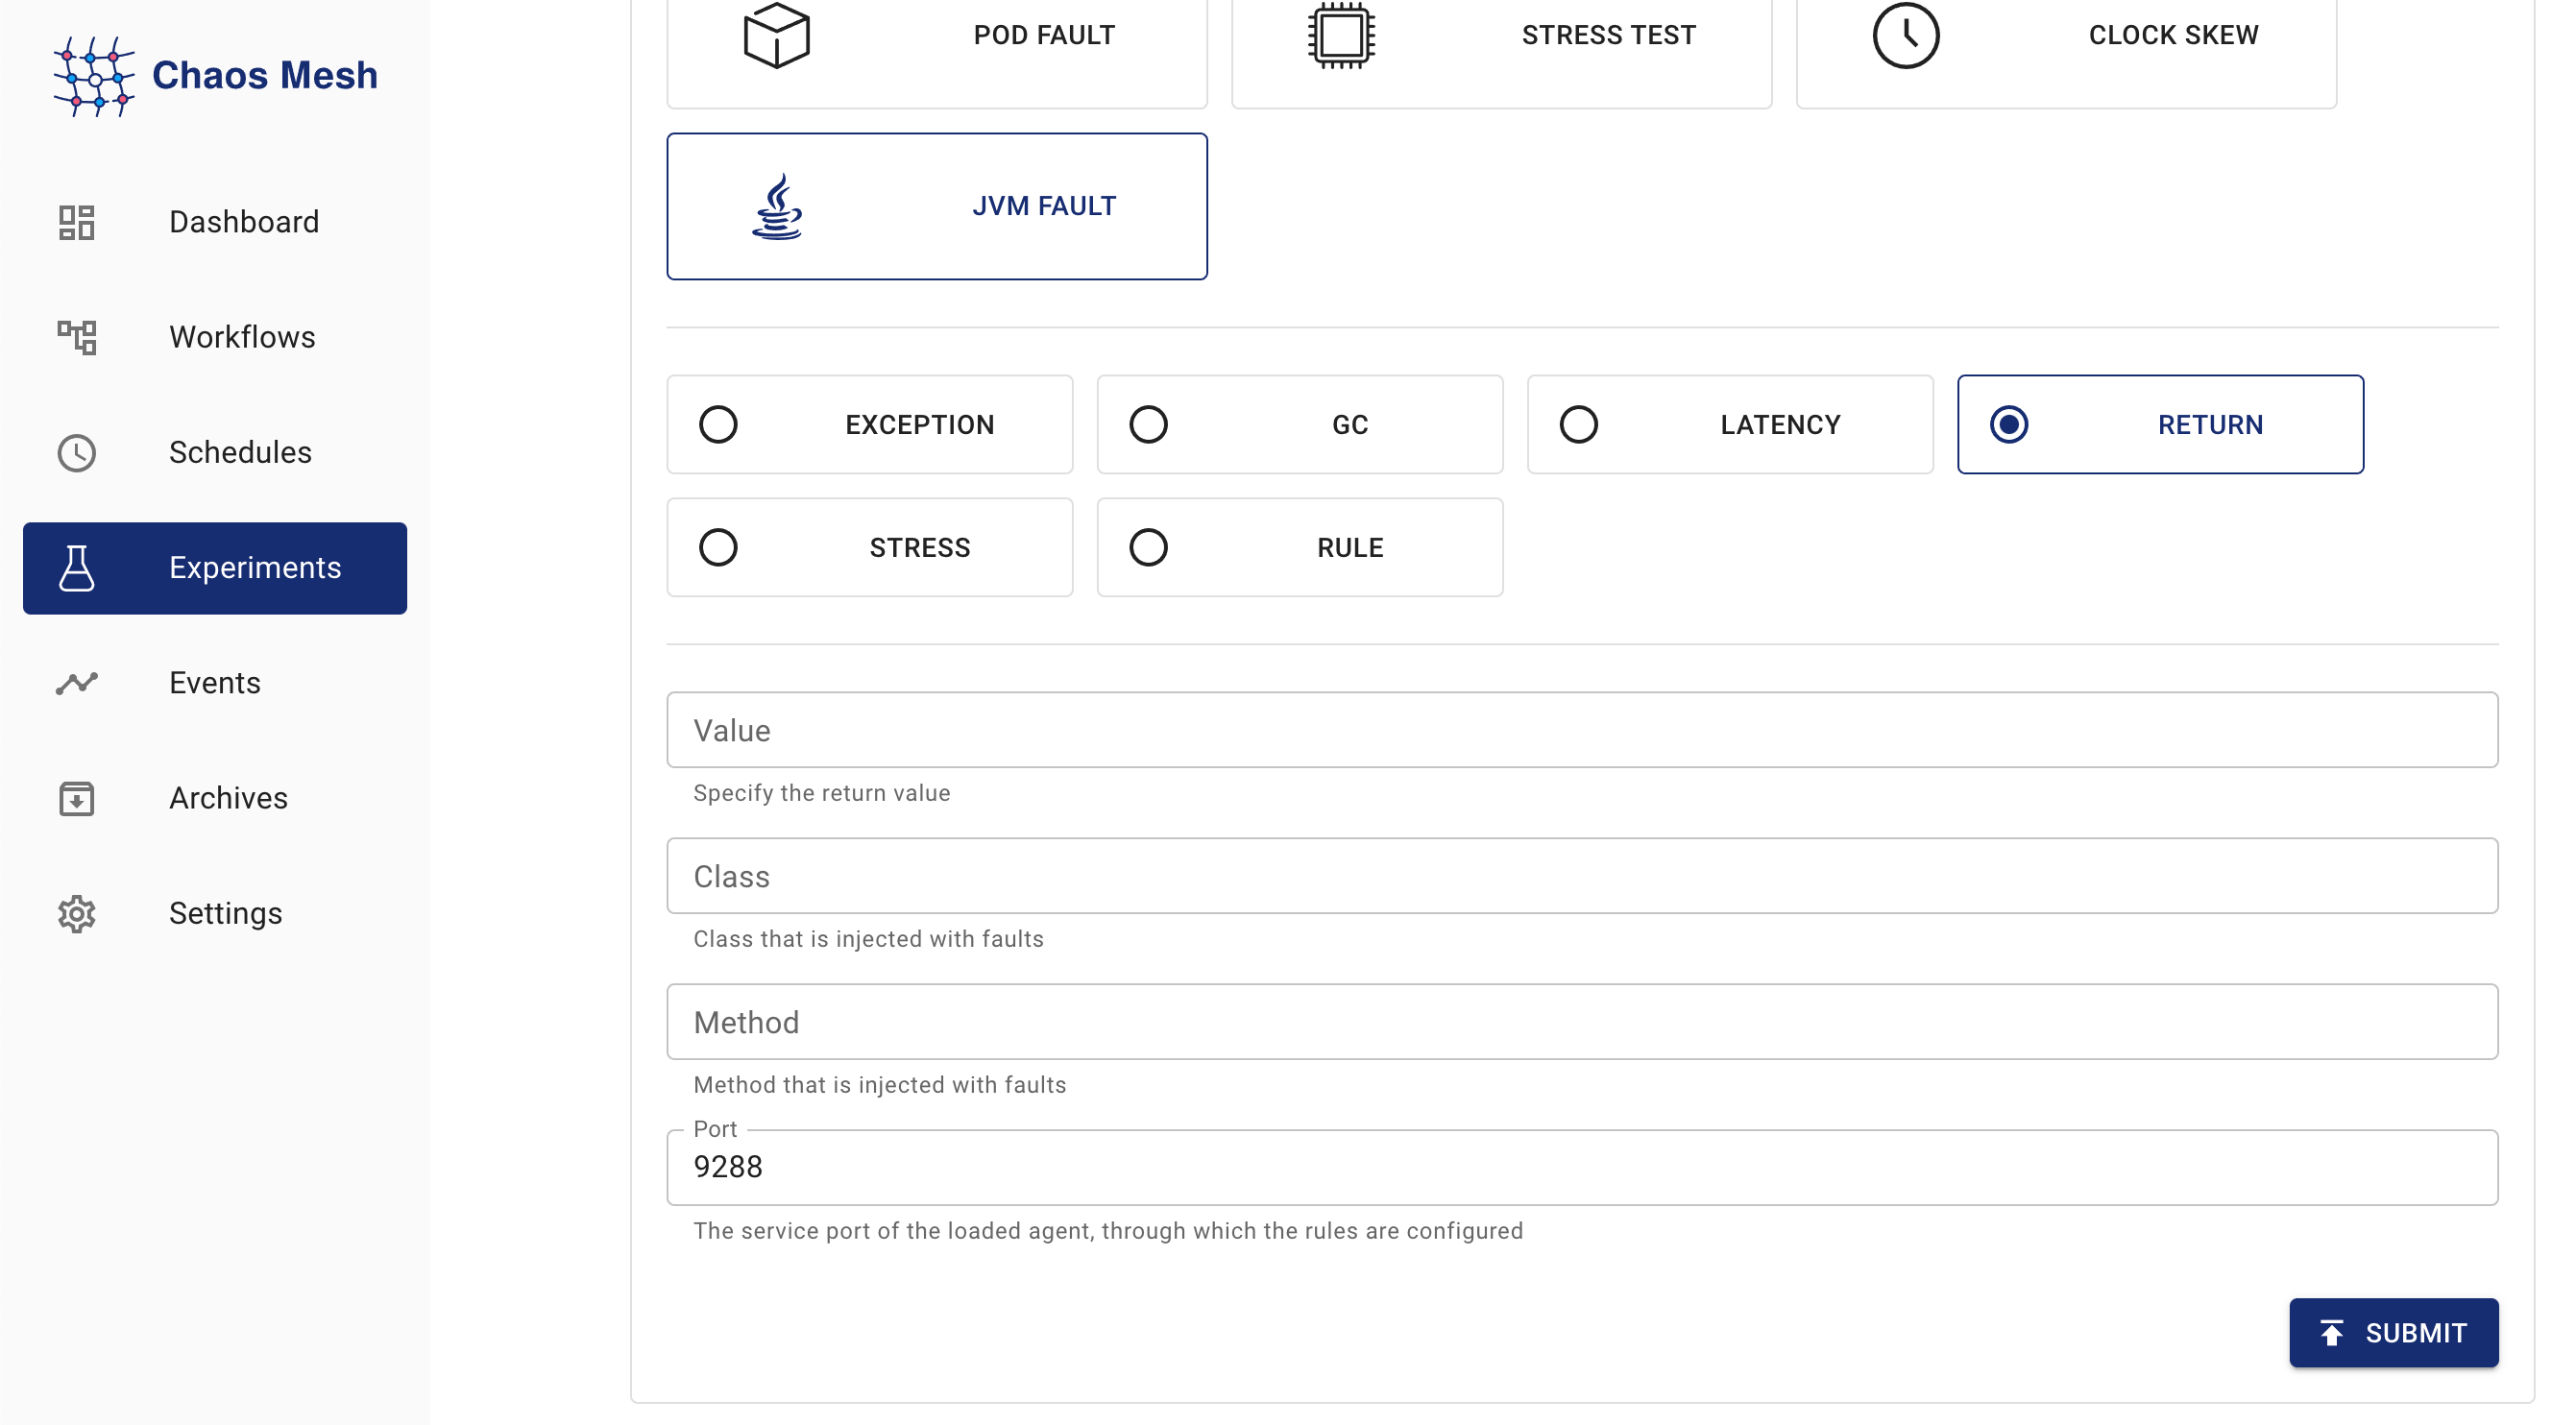 Chaos Mesh
Dashboard
Workflows
Schedules
Experiments
Events
Archives
Settings
POD FAULT
STRESS TEST
CLOCK SKEW
JVM FAULT
EXCEPTION
GC
LATENCY
RETURN
STRESS
RULE
Value
Specify the return value
Class
Class that is injected with faults
Method
Method that is injected with faults
Port
9288
The service port of the loaded agent, through which the rules are configured
SUBMIT